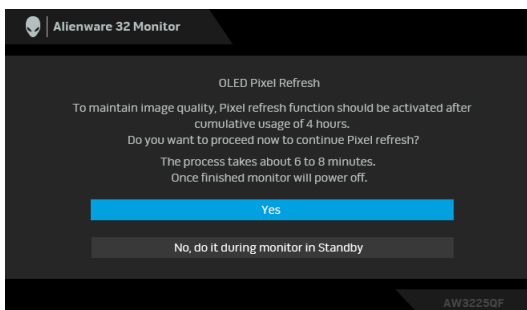 Alienware 32 Monitor
OLED Pixel Refresh
To maintain image quality, Pixel refresh function should be activated after
cumulative usage of 4 hours.
Do you want to proceed now to continue Pixel refresh?
The process takes about 6 to 8 minutes.
Once finished monitor will power off.
Yes
No, do it during monitor in Standby
AW3225QF